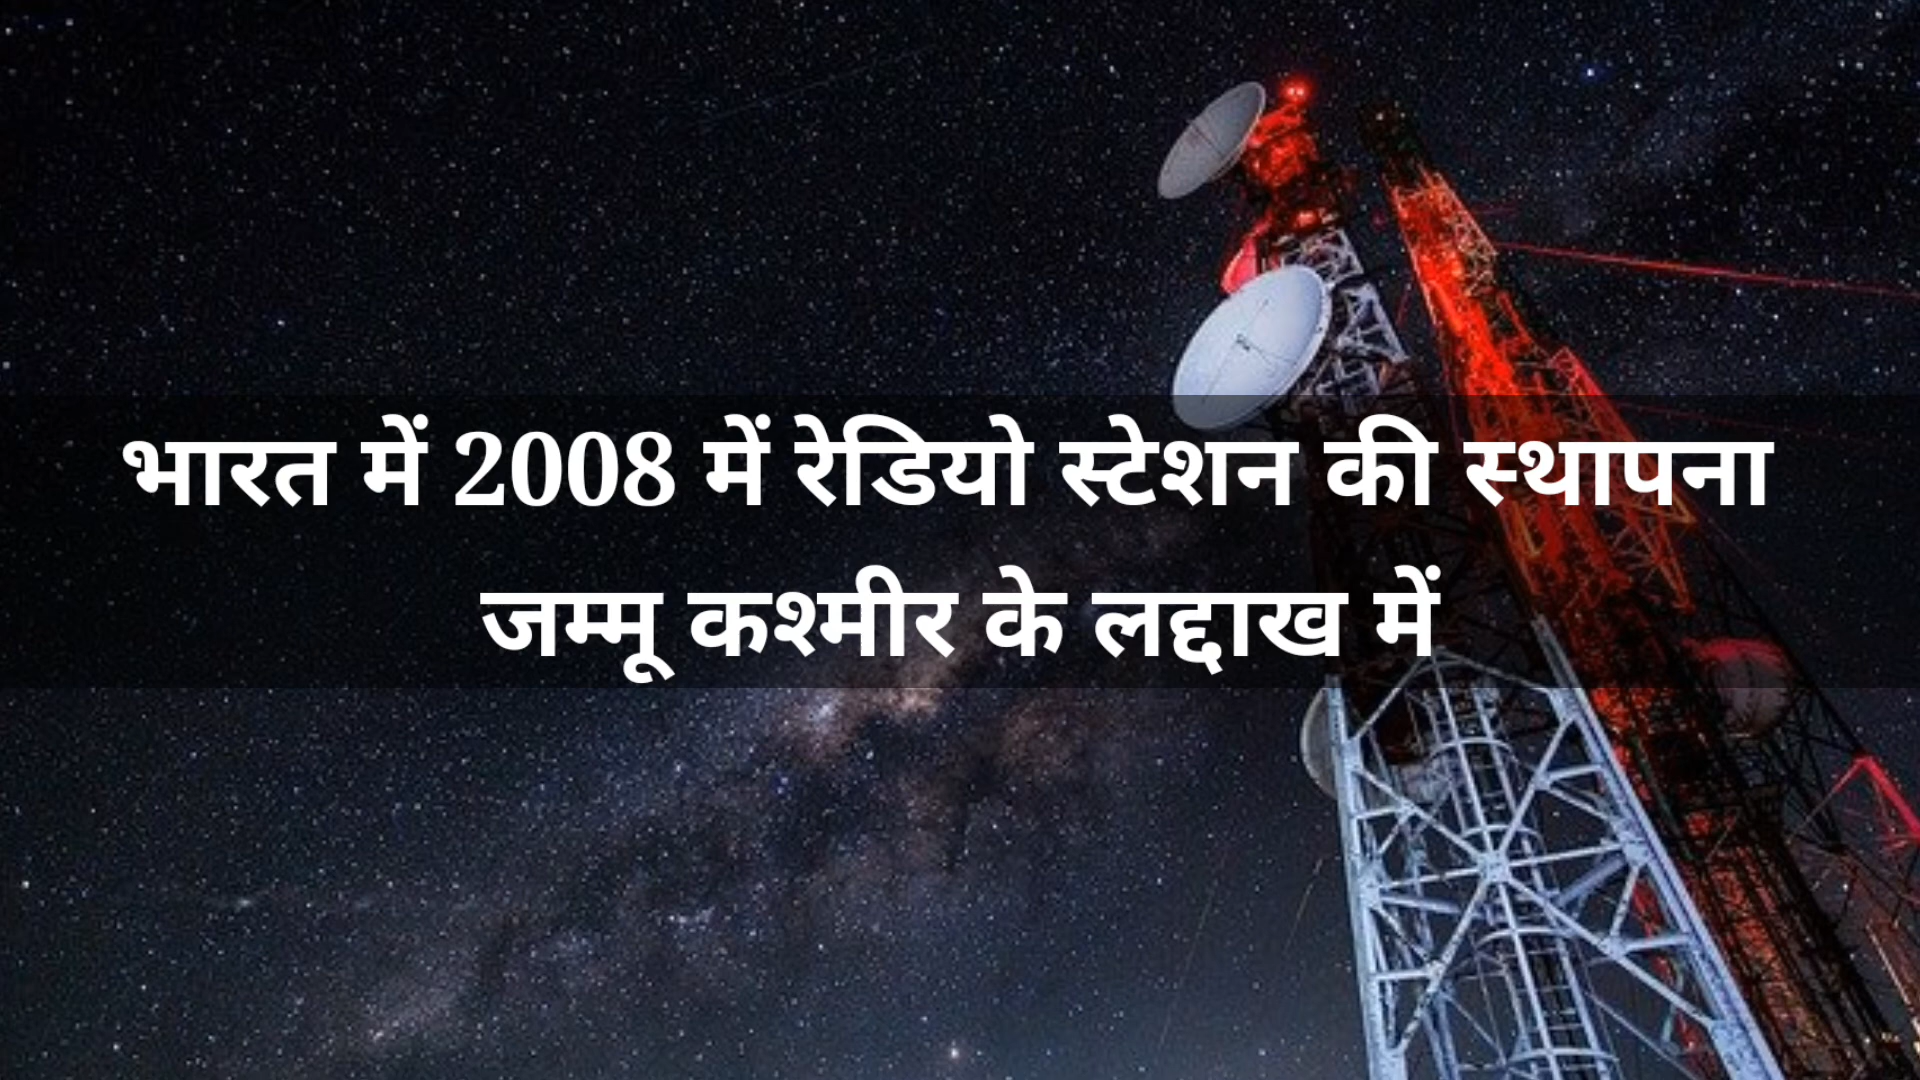 भारत में 2008 में रेडियो स्टेशन की स्थापना
जम्मू कश्मीर के लद्दाख में